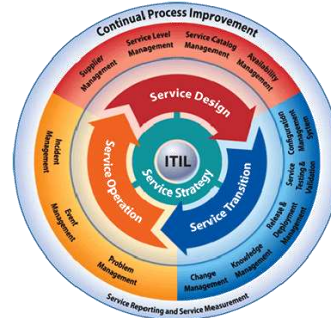 Continual Process Improvement
Supplier
Management
Service Level
Management
Service Catalog
Management
Availability
Management
Service
Configuration
Management
System
Service
Testing &
Validation
Release &
Deployment
Management
Knowledge
Management
Change
Management
Problem
Management
Event
Management
Incident
Management
Service Design
Service Transition
Service Operation
Service Strategy
ITIL
Service Reporting and Service Measurement